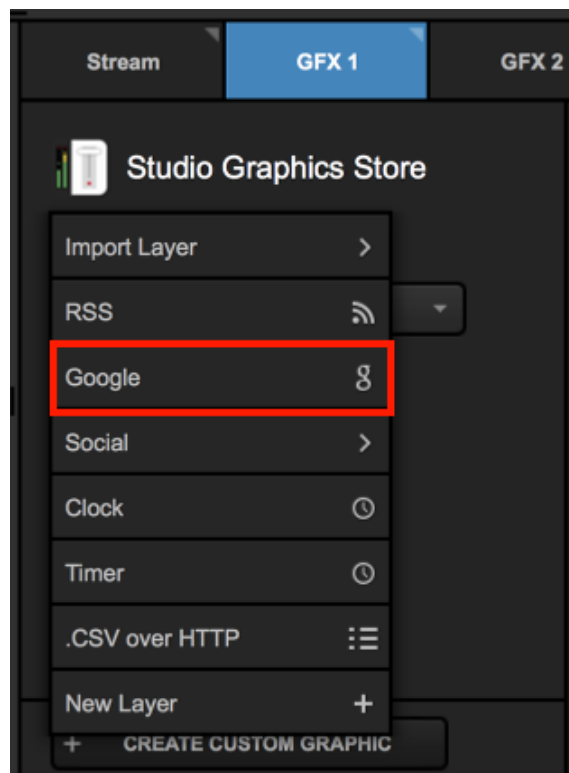 Stream GFX 1 GFX 2
Studio Graphics Store
Import Layer
RSS
Google
Social
Clock
Timer
.CSV over HTTP
New Layer
+ CREATE CUSTOM GRAPHIC